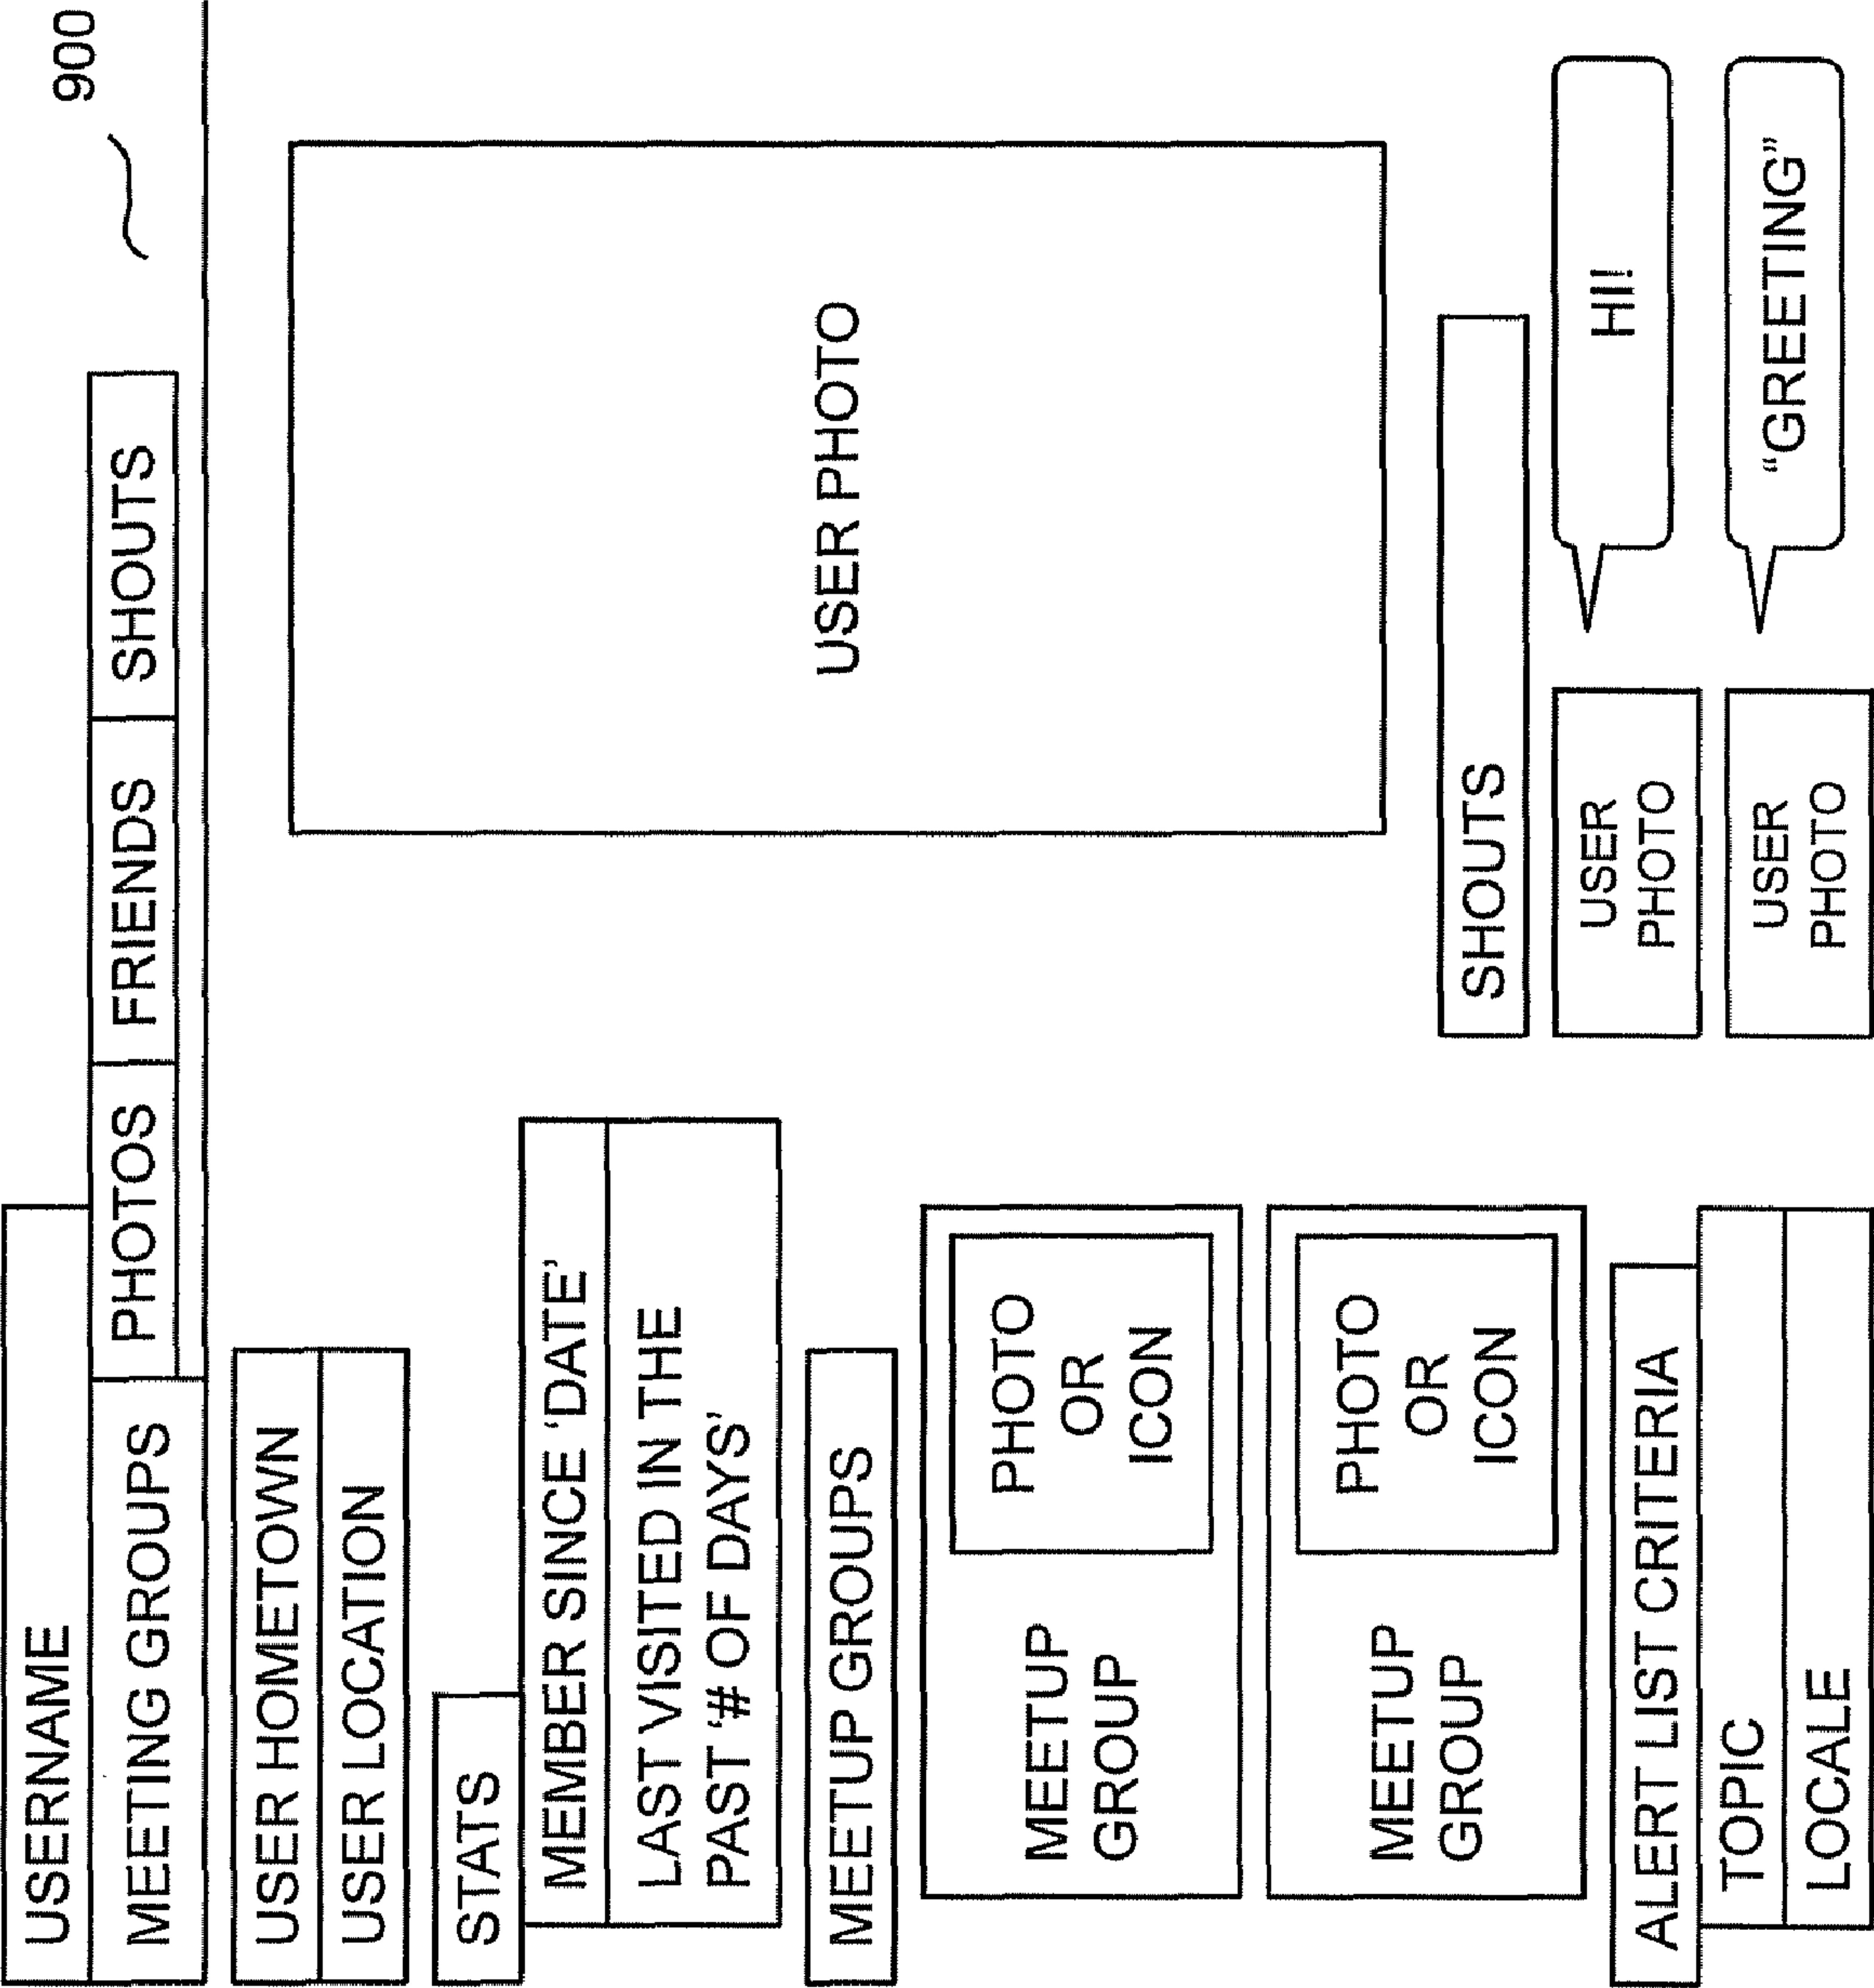 900
USERNAME
MEETING GROUPS
PHOTOS
FRIENDS
SHOUTS
USER HOMETOWN
USER LOCATION
STATS
MEMBER SINCE ‘DATE’
LAST VISITED IN THE
PAST ‘# OF DAYS’
MEETUP GROUPS
MEETUP
GROUP
PHOTO
OR
ICON
MEETUP
GROUP
PHOTO
OR
ICON
ALERT LIST CRITERIA
TOPIC
LOCALE
USER PHOTO
SHOUTS
USER
PHOTO
HI!
USER
PHOTO
“GREETING”